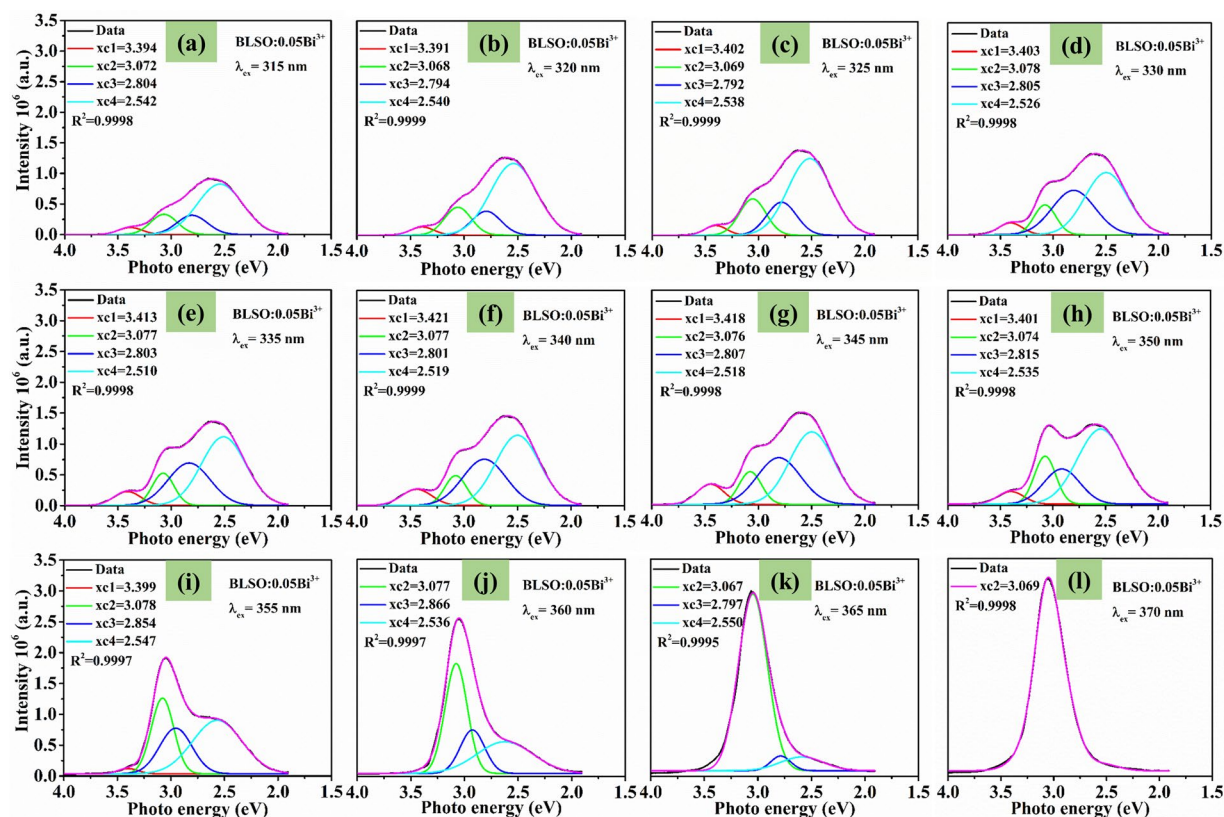 3.5
3.0
2.5
2.0
1.5
1.0
0.5
0.0
Intensity 10⁶ (a.u.)
Data
xc1=3.394
xc2=3.072
xc3=2.804
xc4=2.542
R²=0.9998
(a)
BLSO:0.05Bi³⁺
λex= 315 nm
4.0 3.5 3.0 2.5 2.0 1.5
Photo energy (eV)
Data
xc1=3.391
xc2=3.068
xc3=2.794
xc4=2.540
R²=0.9999
(b)
BLSO:0.05Bi³⁺
λex= 320 nm
4.0 3.5 3.0 2.5 2.0 1.5
Photo energy (eV)
Data
xc1=3.402
xc2=3.069
xc3=2.792
xc4=2.538
R²=0.9999
(c)
BLSO:0.05Bi³⁺
λex= 325 nm
4.0 3.5 3.0 2.5 2.0 1.5
Photo energy (eV)
Data
xc1=3.403
xc2=3.078
xc3=2.805
xc4=2.526
R²=0.9998
(d)
BLSO:0.05Bi³⁺
λex= 330 nm
4.0 3.5 3.0 2.5 2.0 1.5
Photo energy (eV)
3.5
3.0
2.5
2.0
1.5
1.0
0.5
0.0
Intensity 10⁶ (a.u.)
Data
xc1=3.413
xc2=3.077
xc3=2.803
xc4=2.510
R²=0.9998
(e)
BLSO:0.05Bi³⁺
λex= 335 nm
4.0 3.5 3.0 2.5 2.0 1.5
Photo energy (eV)
Data
xc1=3.421
xc2=3.077
xc3=2.801
xc4=2.519
R²=0.9999
(f)
BLSO:0.05Bi³⁺
λex= 340 nm
4.0 3.5 3.0 2.5 2.0 1.5
Photo energy (eV)
Data
xc1=3.418
xc2=3.076
xc3=2.807
xc4=2.518
R²=0.9998
(g)
BLSO:0.05Bi³⁺
λex= 345 nm
4.0 3.5 3.0 2.5 2.0 1.5
Photo energy (eV)
Data
xc1=3.401
xc2=3.074
xc3=2.815
xc4=2.535
R²=0.9998
(h)
BLSO:0.05Bi³⁺
λex= 350 nm
4.0 3.5 3.0 2.5 2.0 1.5
Photo energy (eV)
3.5
3.0
2.5
2.0
1.5
1.0
0.5
0.0
Intensity 10⁶ (a.u.)
Data
xc1=3.399
xc2=3.078
xc3=2.854
xc4=2.547
R²=0.9997
(i)
BLSO:0.05Bi³⁺
λex= 355 nm
4.0 3.5 3.0 2.5 2.0 1.5
Photo energy (eV)
Data
xc2=3.077
xc3=2.866
xc4=2.536
R²=0.9997
(j)
BLSO:0.05Bi³⁺
λex= 360 nm
4.0 3.5 3.0 2.5 2.0 1.5
Photo energy (eV)
Data
xc2=3.067
xc3=2.797
xc4=2.550
R²=0.9995
(k)
BLSO:0.05Bi³⁺
λex= 365 nm
4.0 3.5 3.0 2.5 2.0 1.5
Photo energy (eV)
Data
xc2=3.069
R²=0.9998
(l)
BLSO:0.05Bi³⁺
λex= 370 nm
4.0 3.5 3.0 2.5 2.0 1.5
Photo energy (eV)